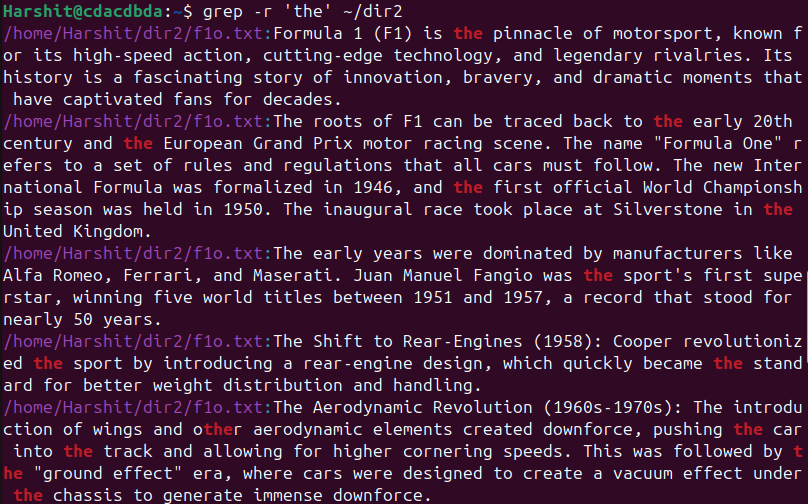 Harshit@cdacdbda:~$ grep -r 'the' ~/dir2
/home/Harshit/dir2/f1o.txt:Formula 1 (F1) is the pinnacle of motorsport, known f
or its high-speed action, cutting-edge technology, and legendary rivalries. Its
history is a fascinating story of innovation, bravery, and dramatic moments that
 have captivated fans for decades.
/home/Harshit/dir2/f1o.txt:The roots of F1 can be traced back to the early 20th
century and the European Grand Prix motor racing scene. The name "Formula One" r
efers to a set of rules and regulations that all cars must follow. The new Inter
national Formula was formalized in 1946, and the first official World Championsh
ip season was held in 1950. The inaugural race took place at Silverstone in the
United Kingdom.
/home/Harshit/dir2/f1o.txt:The early years were dominated by manufacturers like
Alfa Romeo, Ferrari, and Maserati. Juan Manuel Fangio was the sport's first supe
rstar, winning five world titles between 1951 and 1957, a record that stood for
nearly 50 years.
/home/Harshit/dir2/f1o.txt:The Shift to Rear-Engines (1958): Cooper revolutioniz
ed the sport by introducing a rear-engine design, which quickly became the stand
ard for better weight distribution and handling.
/home/Harshit/dir2/f1o.txt:The Aerodynamic Revolution (1960s-1970s): The introdu
ction of wings and other aerodynamic elements created downforce, pushing the car
 into the track and allowing for higher cornering speeds. This was followed by t
he "ground effect" era, where cars were designed to create a vacuum effect under
 the chassis to generate immense downforce.